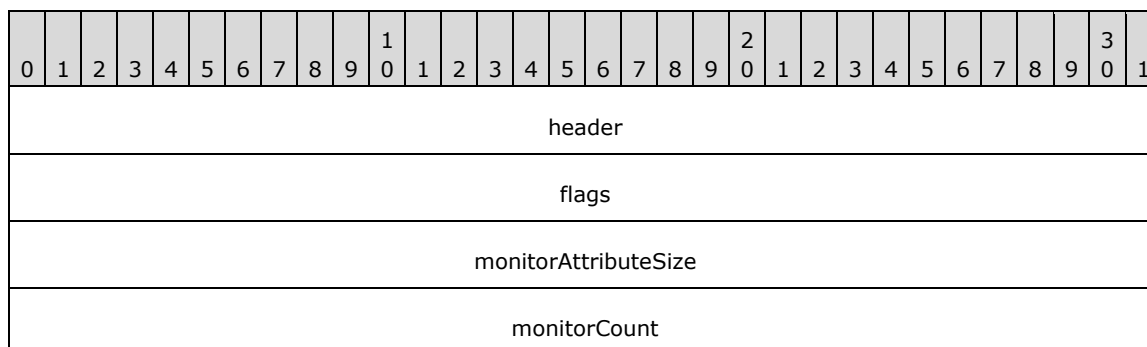 1 2 3
0 1 2 3 4 5 6 7 8 9 0 1 2 3 4 5 6 7 8 9 0 1 2 3 4 5 6 7 8 9 0 1
header
flags
monitorAttributeSize
monitorCount